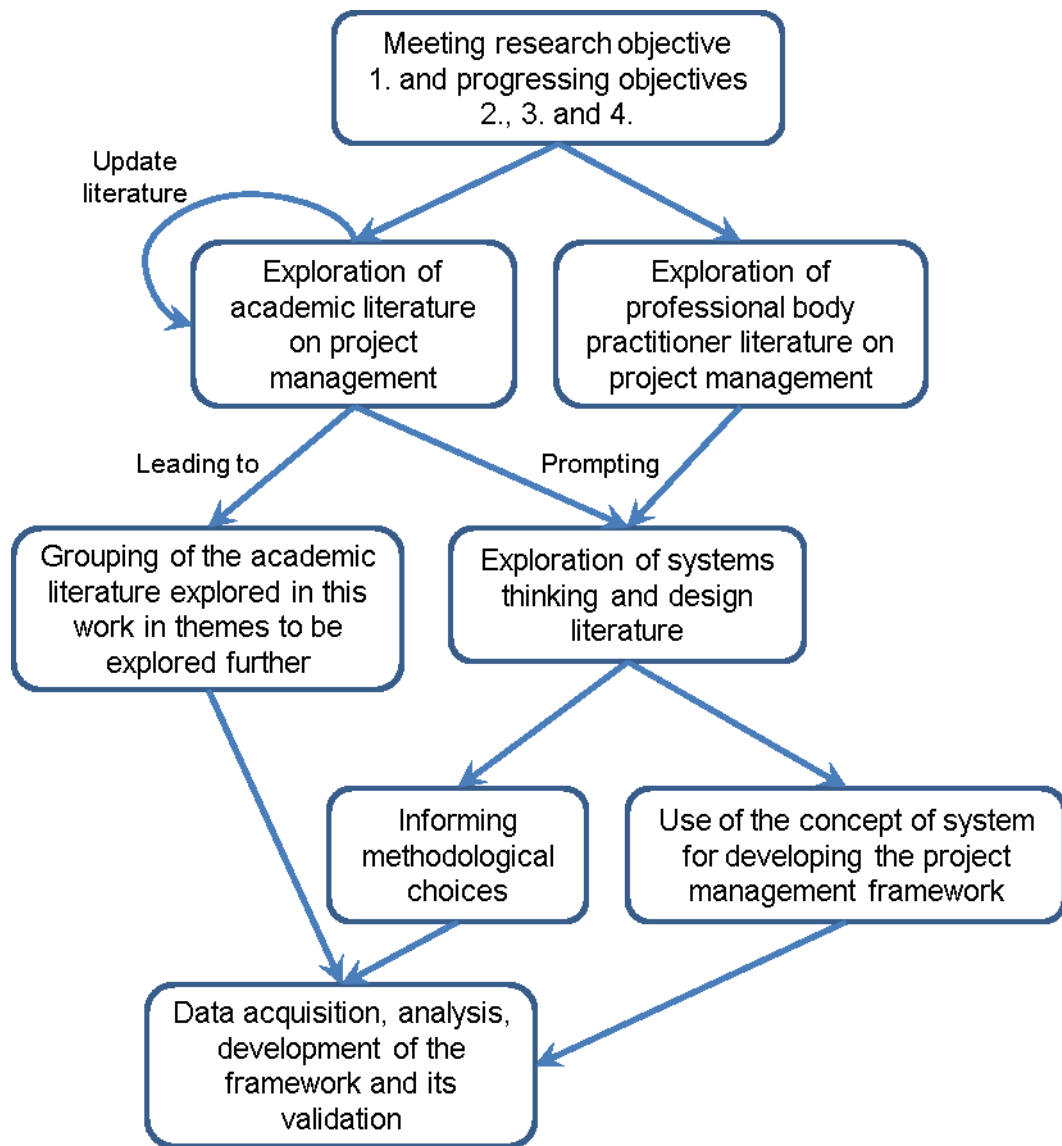 Meeting research objective
1. and progressing objectives
2., 3. and 4.
Update
literature
Exploration of
academic literature
on project
management
Exploration of
professional body
practitioner literature on
project management
Leading to
Prompting
Grouping of the academic
literature explored in this
work in themes to be
explored further
Exploration of systems
thinking and design
literature
Informing
methodological
choices
Use of the concept of system
for developing the project
management framework
Data acquisition, analysis,
development of the
framework and its
validation